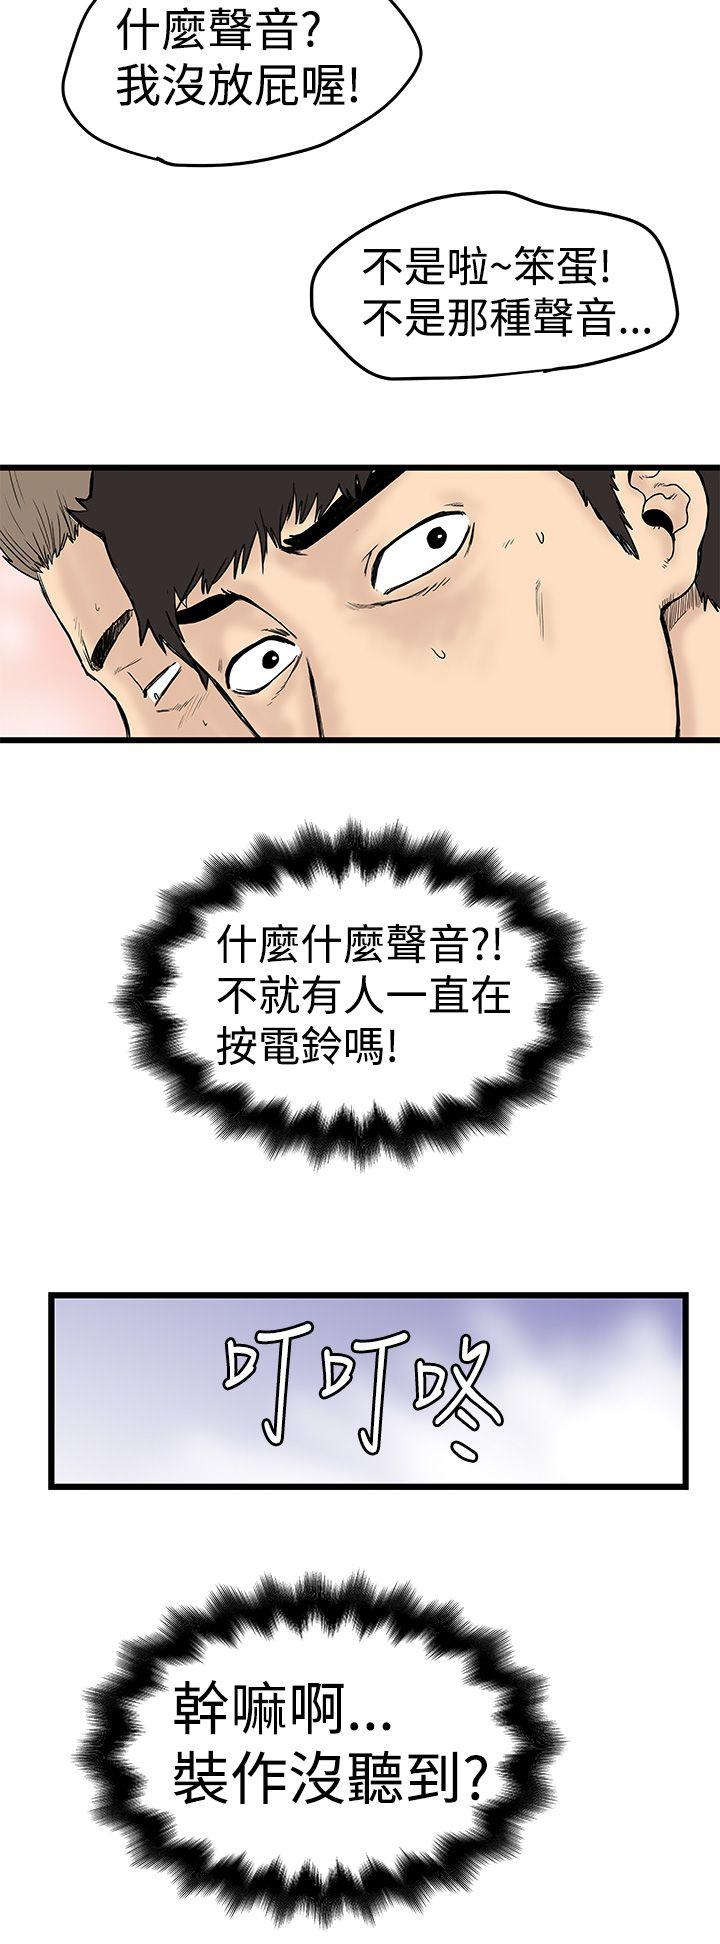 什麼聲音?
我沒放屁喔!
不是啦~笨蛋!
不是那種聲音...
什麼什麼聲音?!
不就有人一直在
按電鈴嗎!
叮叮咚
幹嘛啊...
裝作沒聽到?